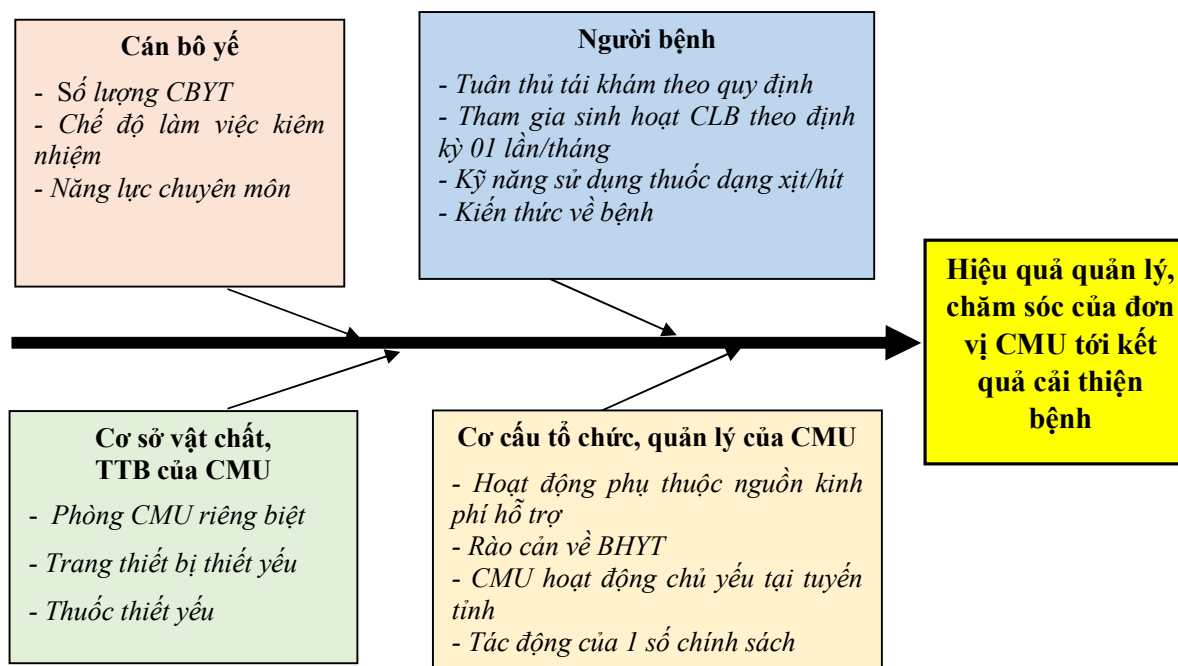 Cán bô yế
- Số lượng CBYT
- Chế độ làm việc kiêm
nhiệm
- Năng lực chuyên môn
Người bệnh
- Tuân thủ tái khám theo quy định
- Tham gia sinh hoạt CLB theo định
kỳ 01 lần/tháng
- Kỹ năng sử dụng thuốc dạng xịt/hít
- Kiến thức về bệnh
Hiệu quả quản lý,
chăm sóc của đơn
vị CMU tới kết
quả cải thiện
bệnh
Cơ sở vật chất,
TTB của CMU
- Phòng CMU riêng biệt
- Trang thiết bị thiết yếu
- Thuốc thiết yếu
Cơ cấu tổ chức, quản lý của CMU
- Hoạt động phụ thuộc nguồn kinh
phí hỗ trợ
- Rào cản về BHYT
- CMU hoạt động chủ yếu tại tuyến
tỉnh
- Tác động của 1 số chính sách